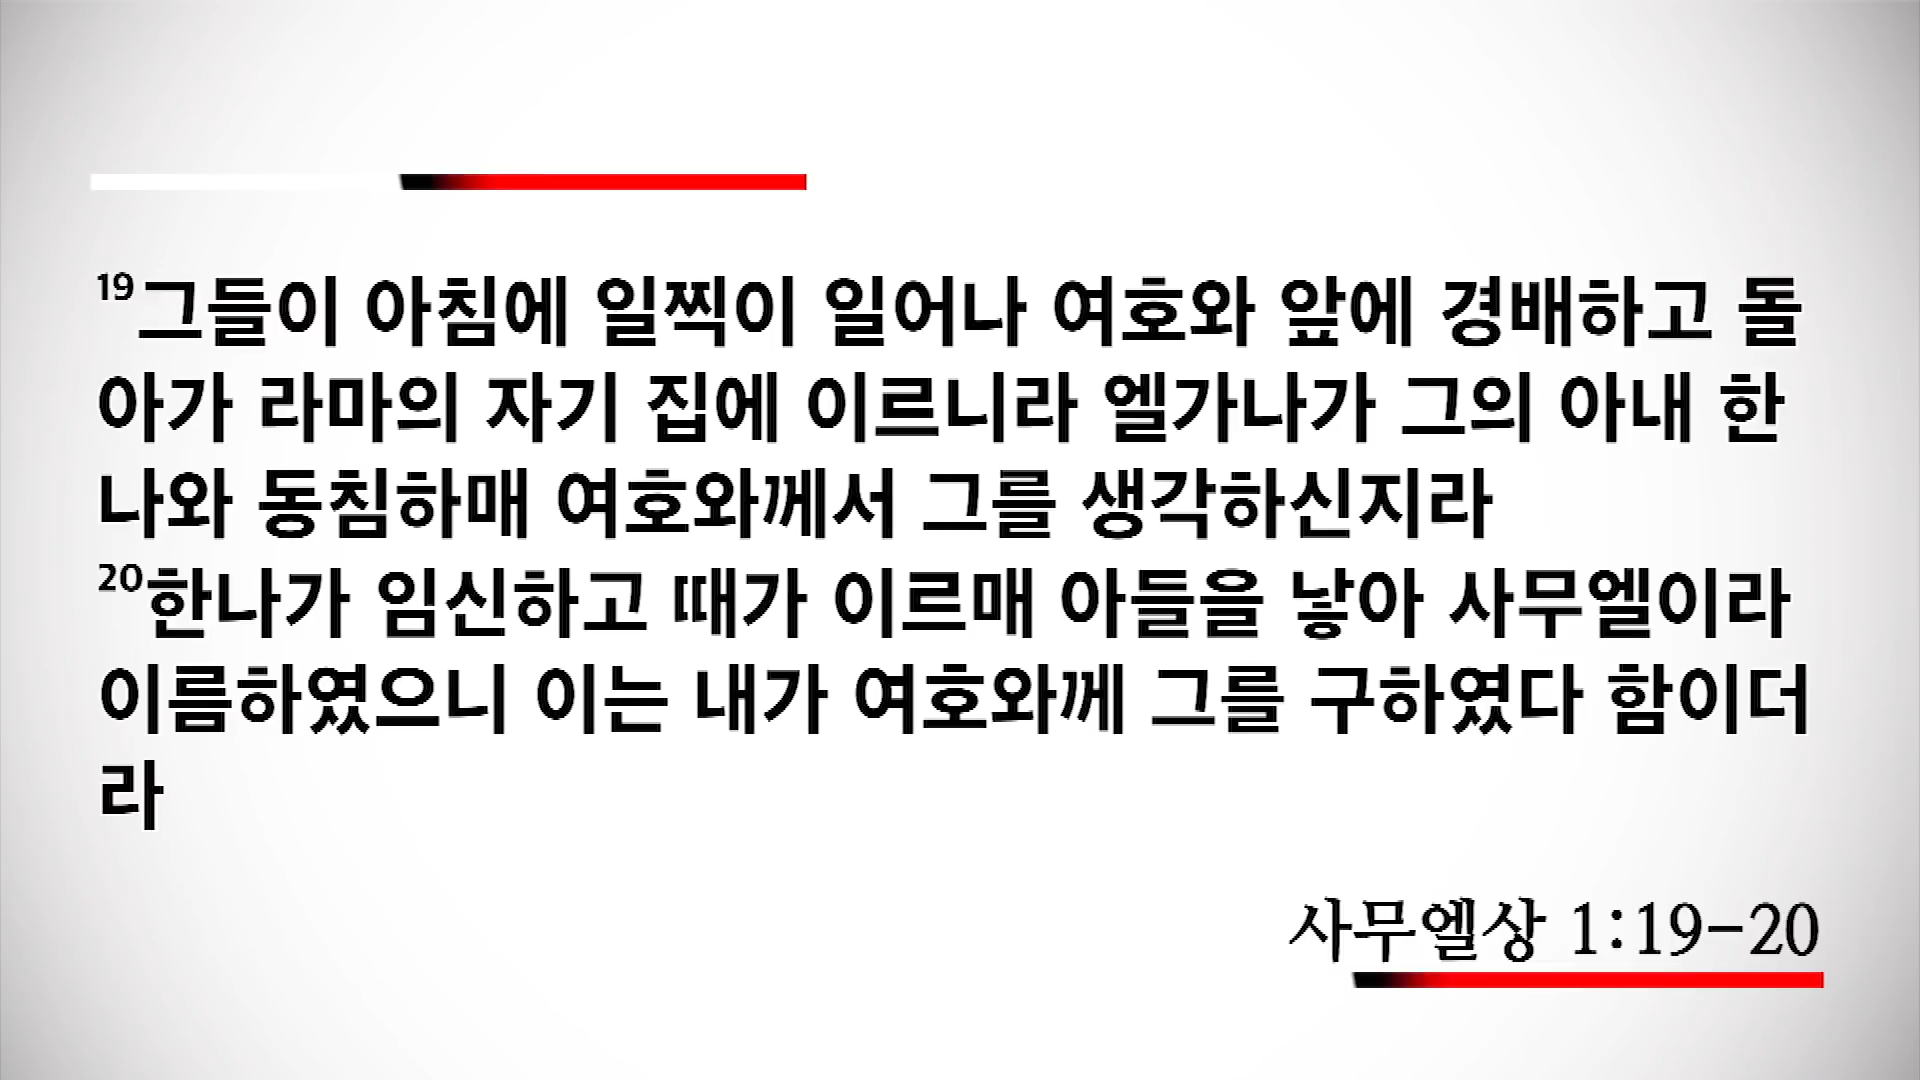 19그들이 아침에 일찍이 일어나 여호와 앞에 경배하고 돌
아가 라마의 자기 집에 이르니라 엘가나가 그의 아내 한
나와 동침하매 여호와께서 그를 생각하신지라
20한나가 임신하고 때가 이르매 아들을 낳아 사무엘이라
이름하였으니 이는 내가 여호와께 그를 구하였다 함이더
라
사무엘상 1:19-20